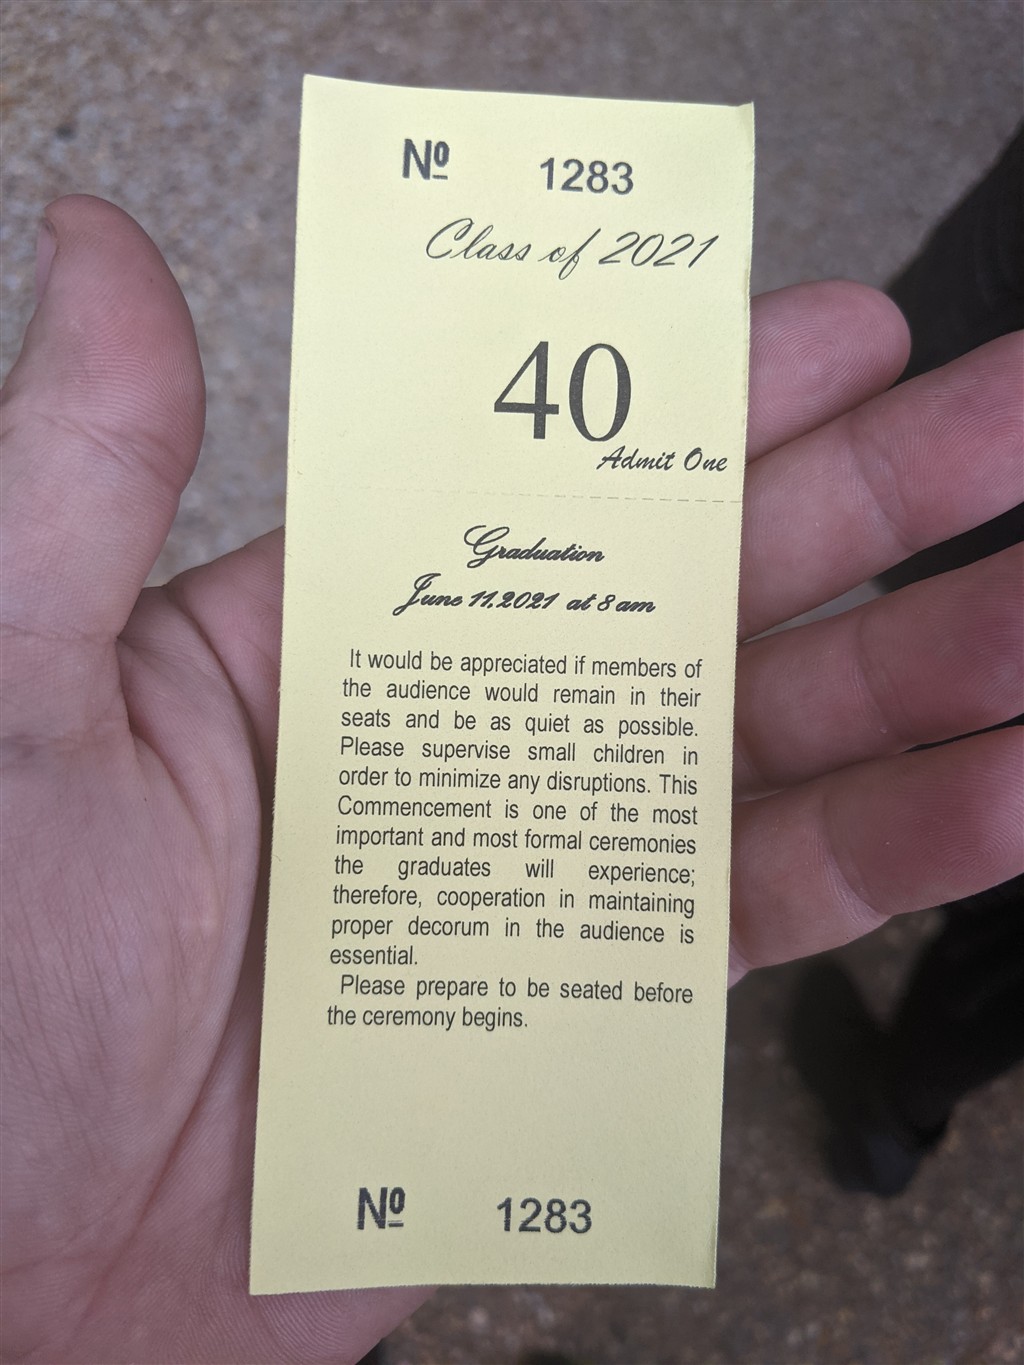 Nº 1283
Class of 2021
40
Admit One
Graduation
June 11, 2021 at 8 am
It would be appreciated if members of
the audience would remain in their
seats and be as quiet as possible.
Please supervise small children in
order to minimize any disruptions. This
Commencement is one of the most
important and most formal ceremonies
the graduates will experience;
therefore, cooperation in maintaining
proper decorum in the audience is
essential.
Please prepare to be seated before
the ceremony begins.
Nº 1283